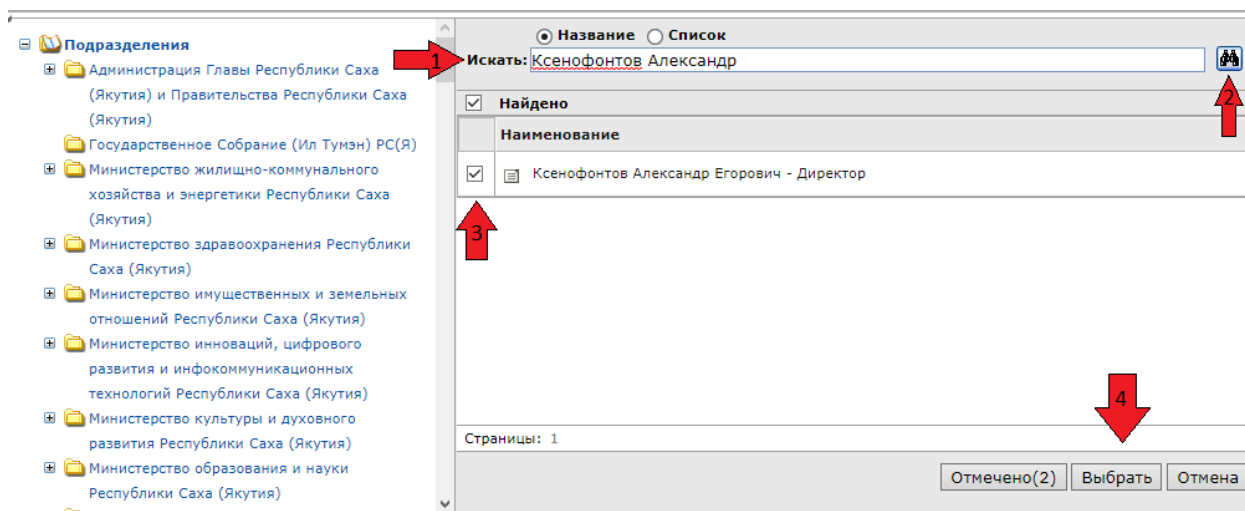 Подразделения
Администрация Главы Республики Саха
(Якутия) и Правительства Республики Саха
(Якутия)
Государственное Собрание (Ил Тумэн) РС(Я)
Министерство жилищно-коммунального
хозяйства и энергетики Республики Саха
(Якутия)
Министерство здравоохранения Республики
Саха (Якутия)
Министерство имущественных и земельных
отношений Республики Саха (Якутия)
Министерство инноваций, цифрового
развития и инфокоммуникационных
технологий Республики Саха (Якутия)
Министерство культуры и духовного
развития Республики Саха (Якутия)
Министерство образования и науки
Республики Саха (Якутия)
Название Список
1 Искать: Ксенофонтов Александр
2
Найдено
Наименование
Ксенофонтов Александр Егорович - Директор
3
4
Страницы: 1
Отмечено(2) Выбрать Отмена